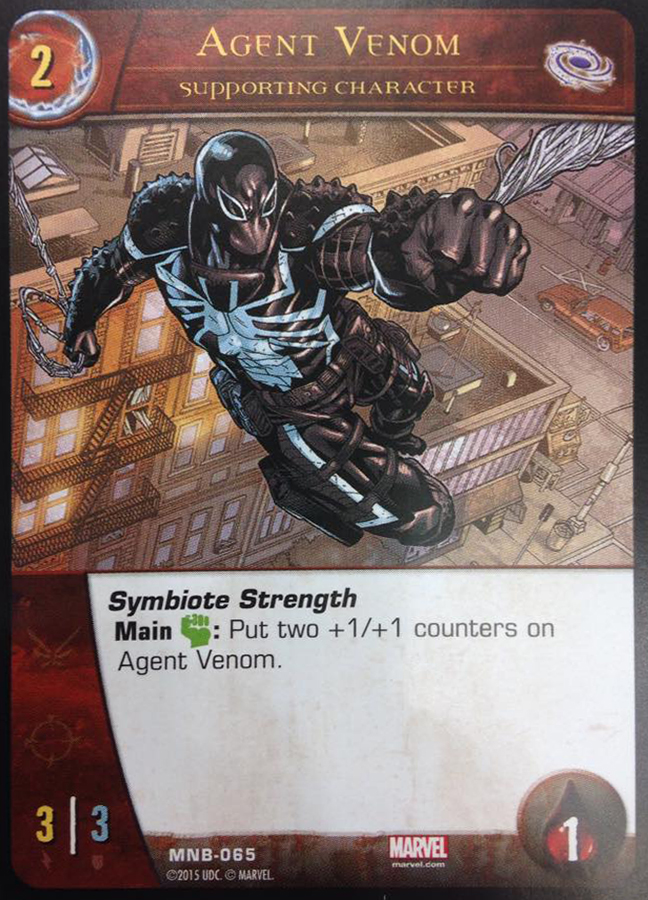 2
Agent Venom
Supporting Character
Symbiote Strength
Main : Put two +1/+1 counters on
Agent Venom.
3 | 3
1
MNB-065
©2015 UDC. © MARVEL.
MARVEL
marvel.com